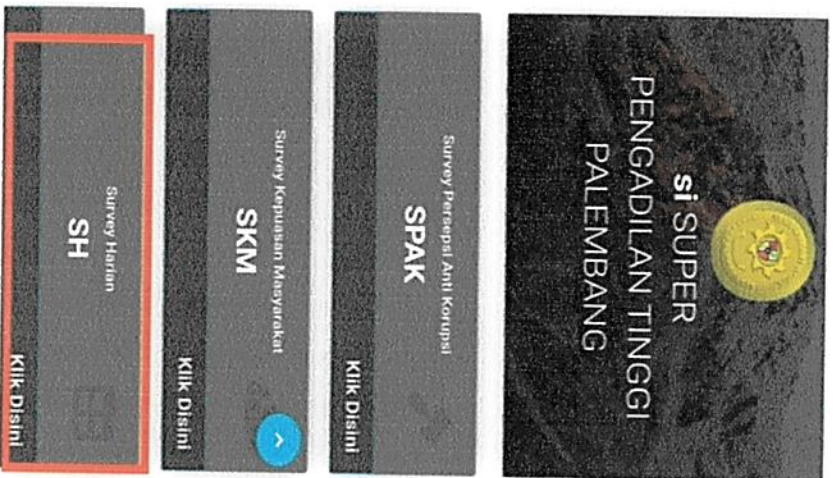 si SUPER
PENGADILAN TINGGI
PALEMBANG
Survey Persepsi Anti Korupsi
SPAK
Klik Disini
Survey Kepuasan Masyarakat
SKM
Klik Disini
Survey Harian
SH
Klik Disini